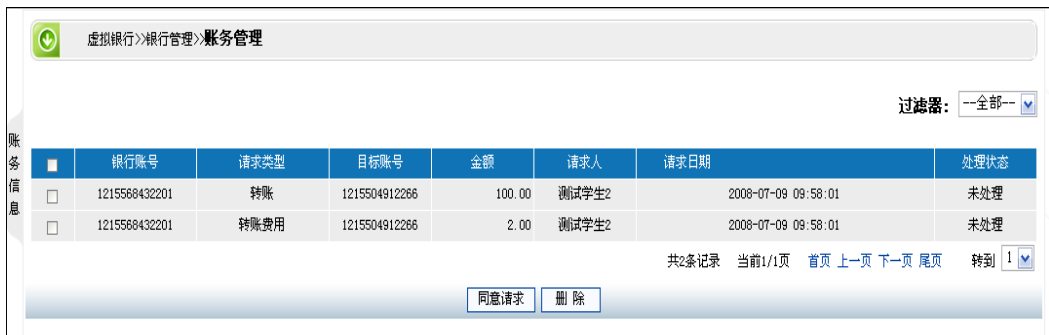 虚拟银行>>银行管理>>账务管理
过滤器: --全部--
账务信息
银行账号 请求类型 目标账号 金额 请求人 请求日期 处理状态
1215568432201 转账 1215504912266 100.00 测试学生2 2008-07-09 09:58:01 未处理
1215568432201 转账费用 1215504912266 2.00 测试学生2 2008-07-09 09:58:01 未处理
共2条记录 当前1/1页 首页 上一页 下一页 尾页 转到 1
同意请求 删 除